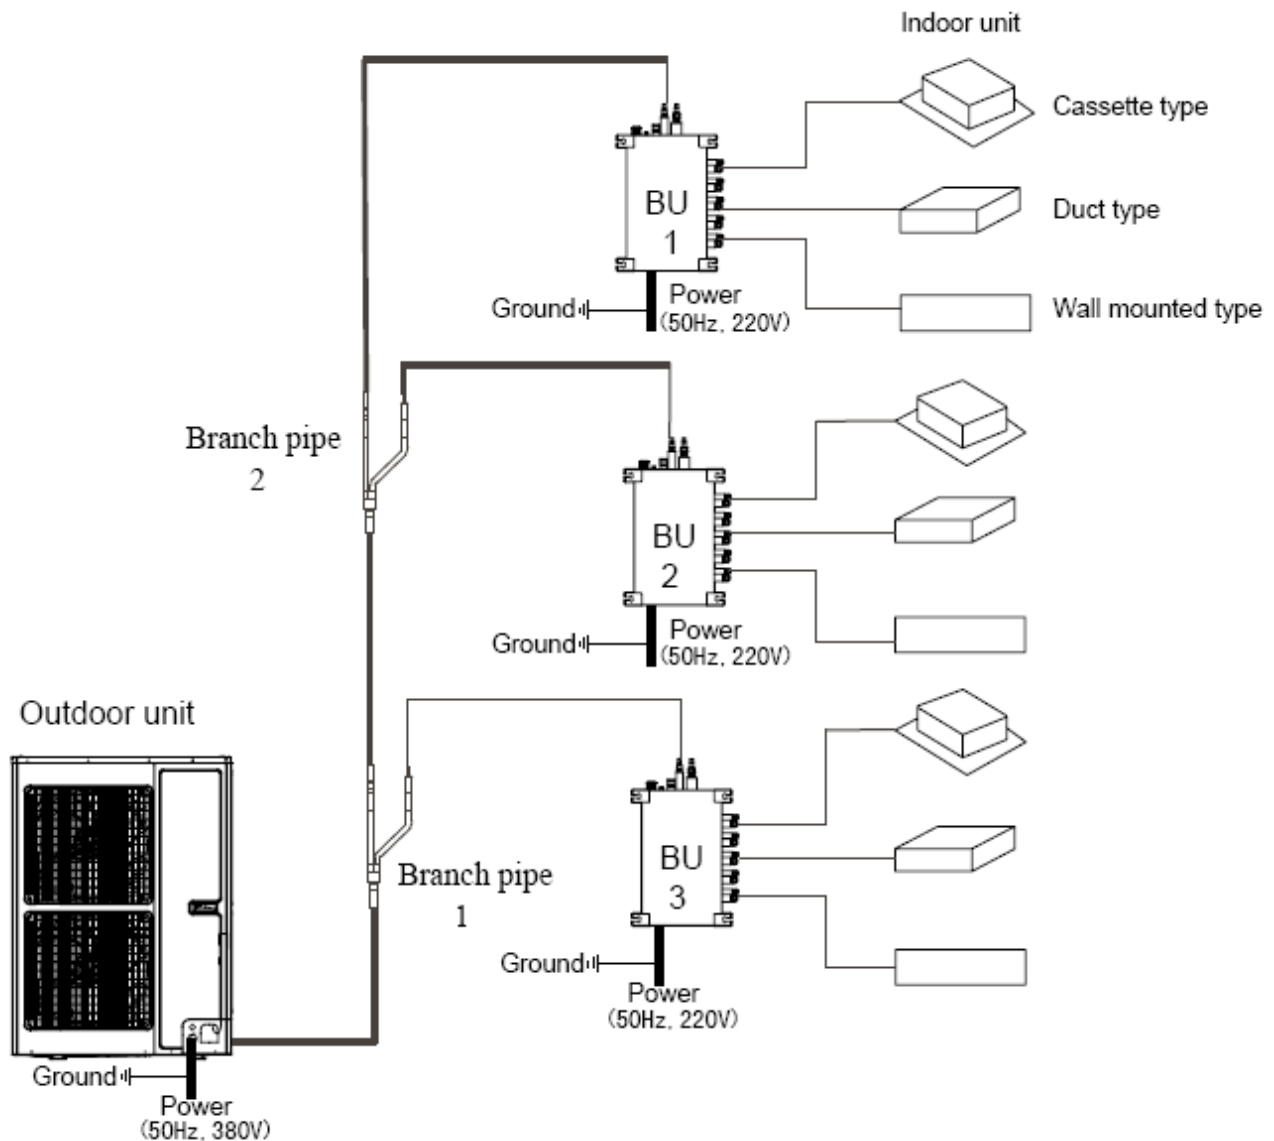 Indoor unit
Cassette type
BU
1
Duct type
Ground
Power
(50Hz, 220V)
Wall mounted type
Branch pipe
2
BU
2
Ground
Power
(50Hz, 220V)
Outdoor unit
BU
3
Branch pipe
1
Ground
Power
(50Hz, 220V)
Ground
Power
(50Hz, 380V)